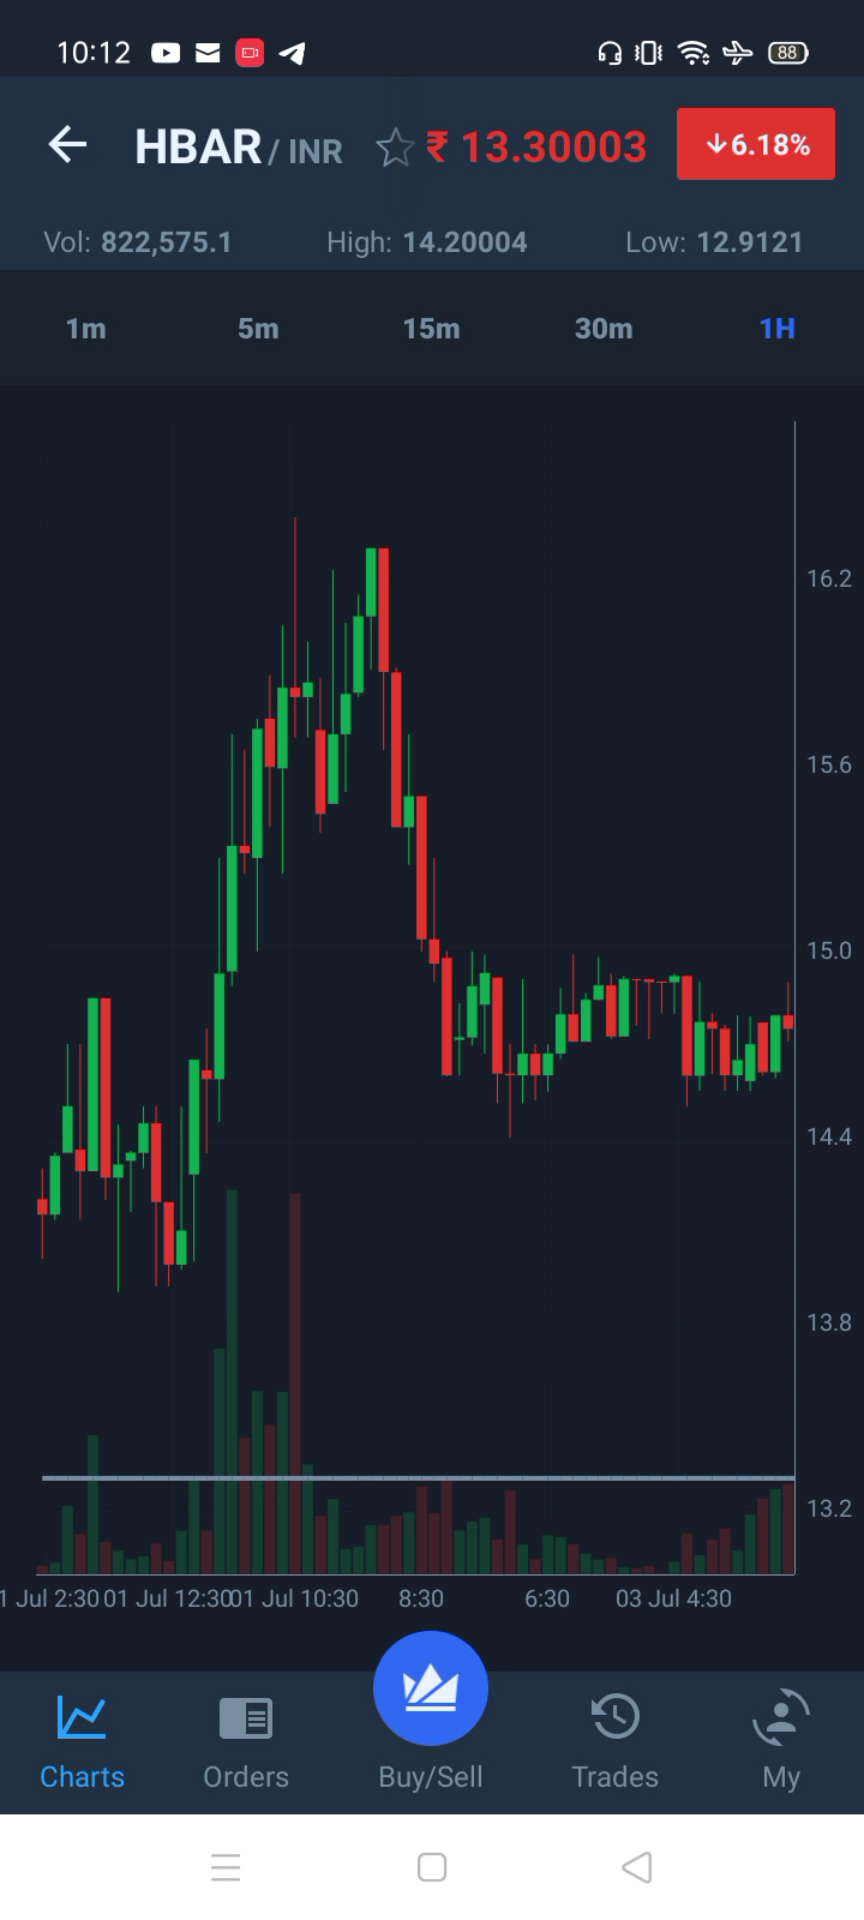 10:12 88
HBAR / INR ₹ 13.30003 ↓6.18%
Vol: 822,575.1 High: 14.20004 Low: 12.9121
1m 5m 15m 30m 1H
16.2
15.6
15.0
14.4
13.8
13.2
1 Jul 2:30 01 Jul 12:30 01 Jul 10:30 8:30 6:30 03 Jul 4:30
Charts Orders Buy/Sell Trades My